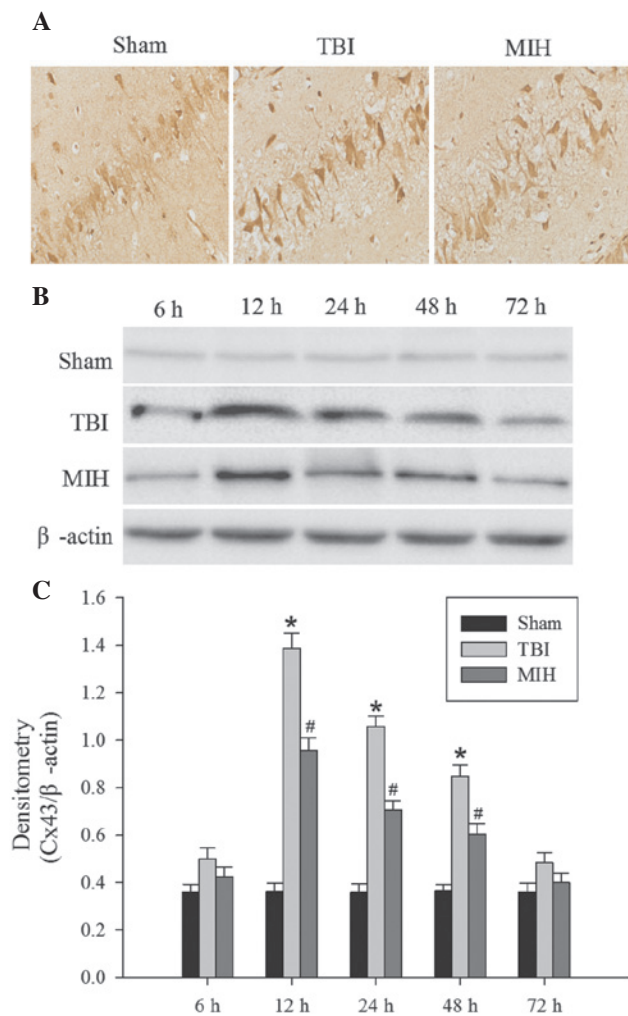 A
Sham TBI MIH
B
6 h 12 h 24 h 48 h 72 h
Sham
TBI
MIH
β -actin
C
Densitometry
(Cx43/β -actin)
1.6
1.4
1.2
1.0
0.8
0.6
0.4
0.2
0.0
Sham
TBI
MIH
* # * # * #
6 h 12 h 24 h 48 h 72 h